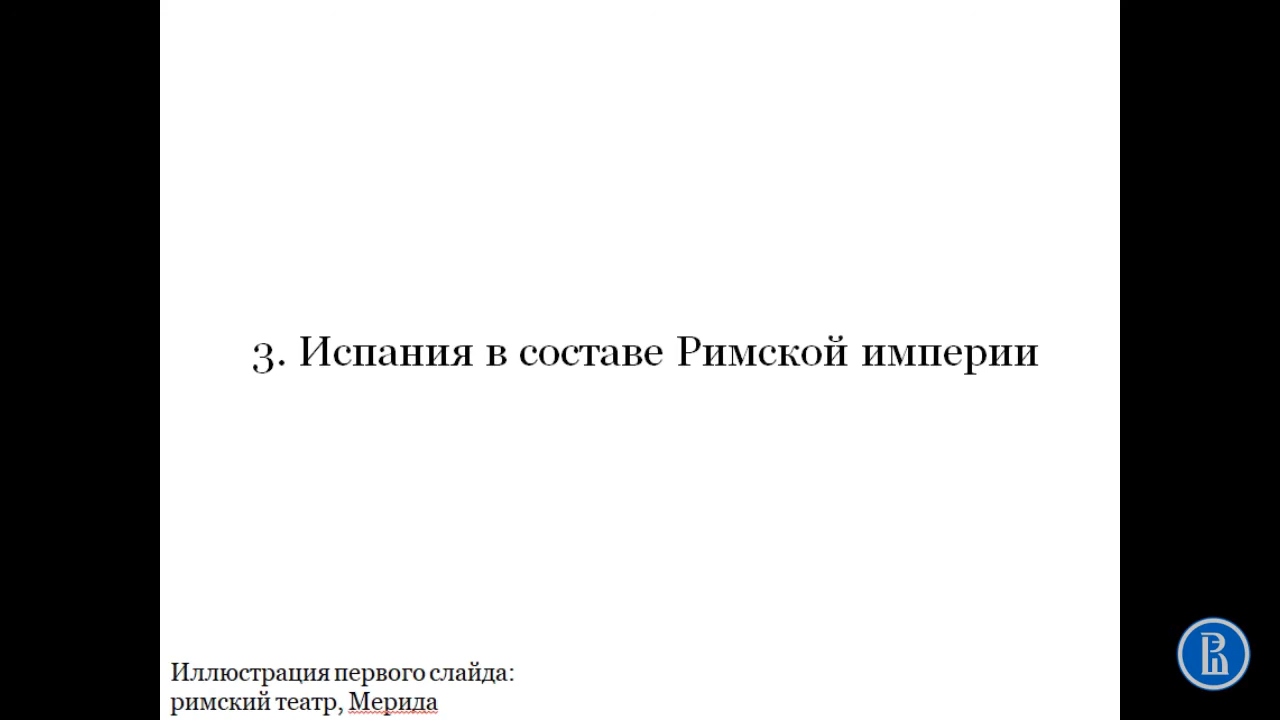 3. Испания в составе Римской империи
Иллюстрация первого слайда:
римский театр, Мерида